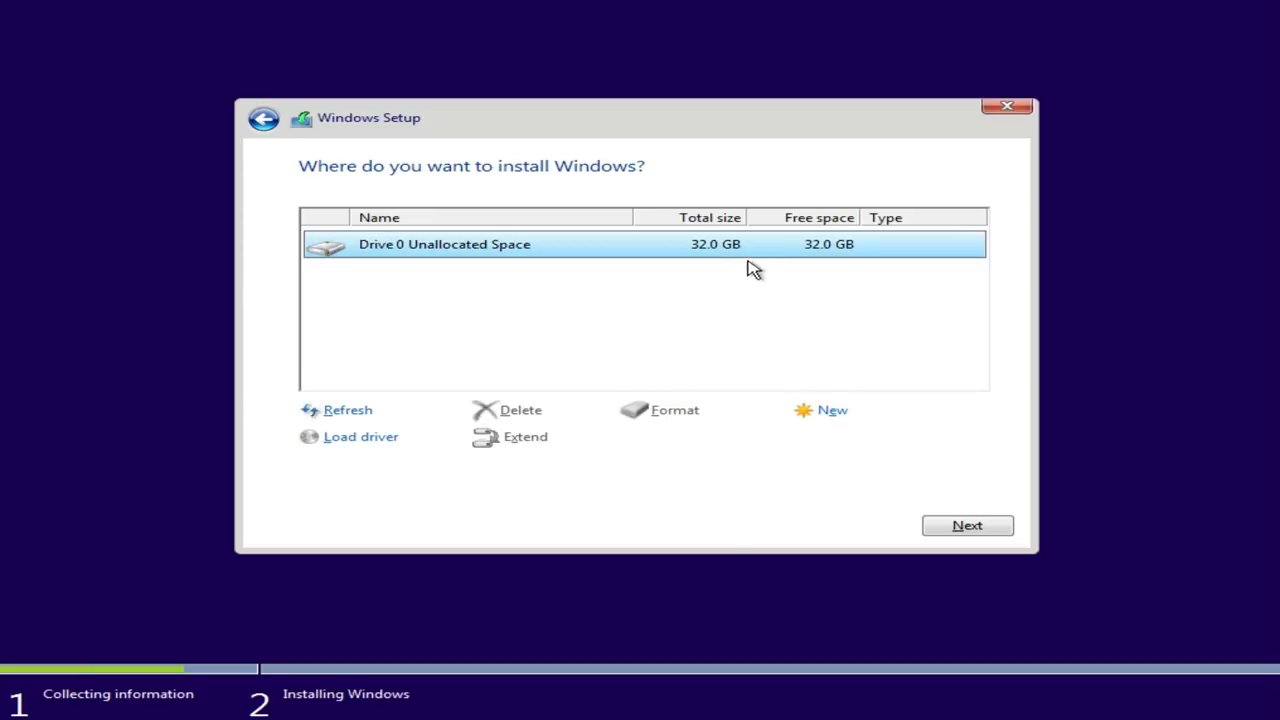 Windows Setup
Where do you want to install Windows?
Name Total size Free space Type
Drive 0 Unallocated Space 32.0 GB 32.0 GB
Refresh Delete Format New
Load driver Extend
Next
1 Collecting information 2 Installing Windows